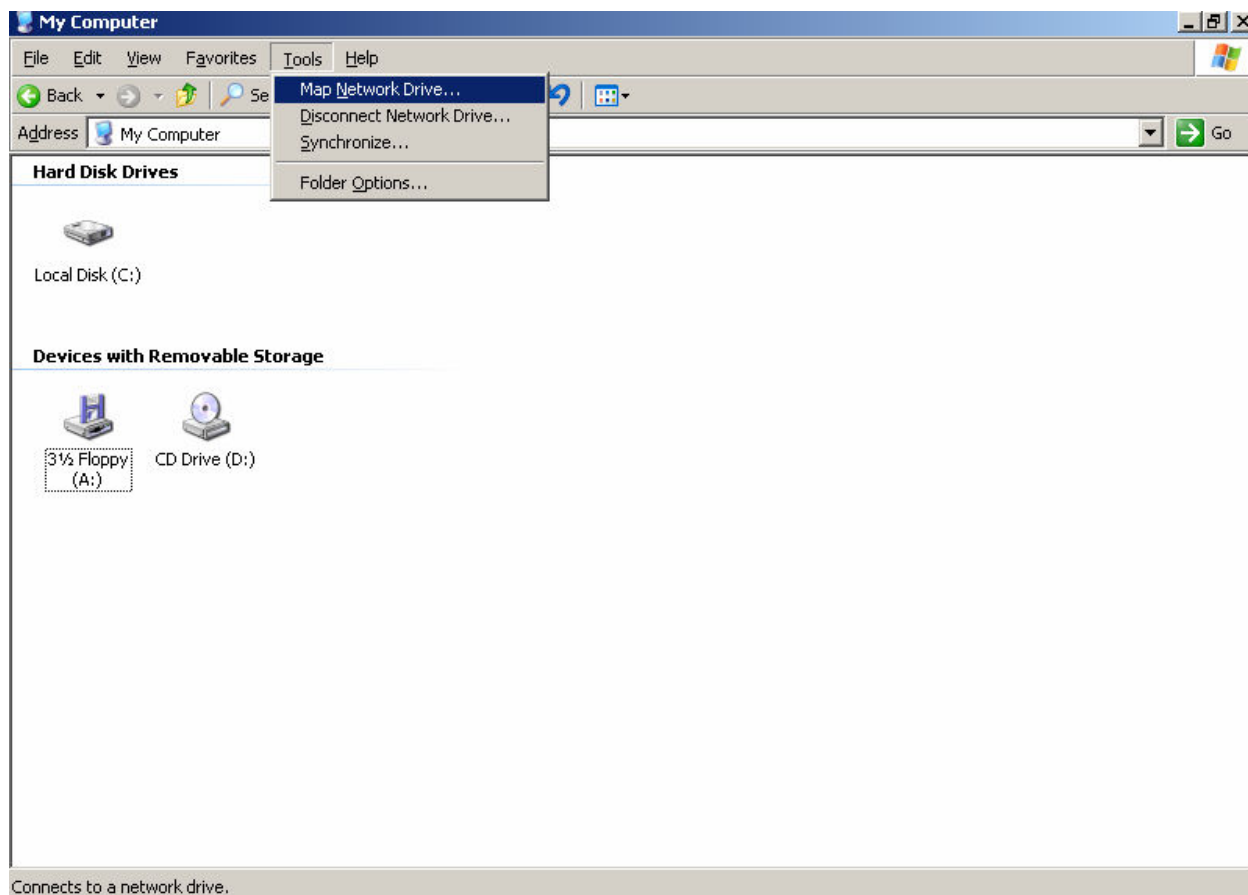 My Computer
File Edit View Favorites Tools Help
Back Se
Map Network Drive...
Disconnect Network Drive...
Synchronize...
Folder Options...
Address My Computer Go
Hard Disk Drives
Local Disk (C:)
Devices with Removable Storage
3½ Floppy
(A:)
CD Drive (D:)
Connects to a network drive.